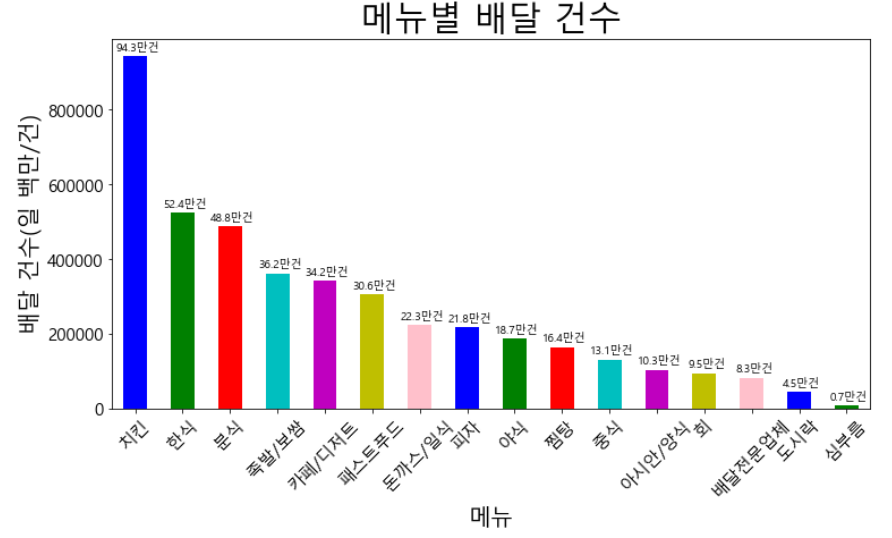 메뉴별 배달 건수
배달 건수(일 백만/건)
800000
600000
400000
200000
0
94.3만건
52.4만건
48.8만건
36.2만건
34.2만건
30.6만건
22.3만건
21.8만건
18.7만건
16.4만건
13.1만건
10.3만건
9.5만건
8.3만건
4.5만건
0.7만건
치킨
한식
분식
족발/보쌈
카페/디저트
패스트푸드
돈까스/일식
피자
야식
찜탕
중식
아시안/양식
회
배달전문업체
도시락
심부름
메뉴